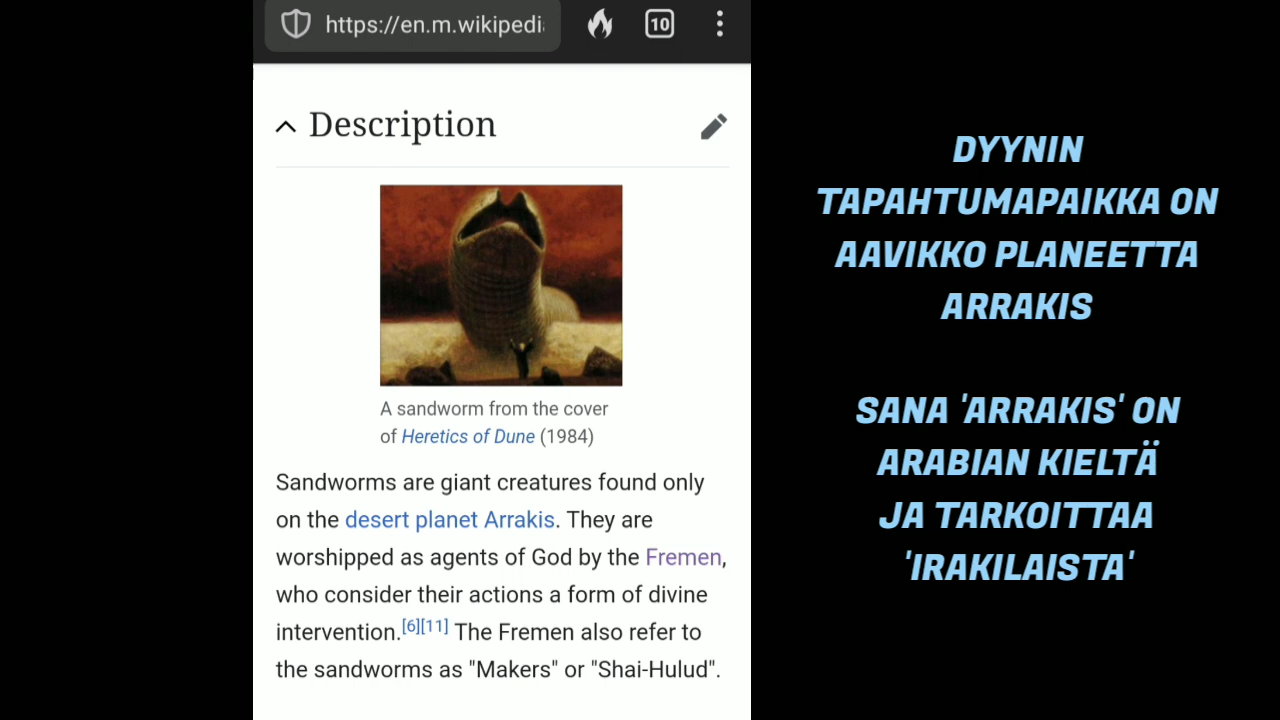 https://en.m.wikipedi
10
Description
A sandworm from the cover
of Heretics of Dune (1984)
Sandworms are giant creatures found only
on the desert planet Arrakis. They are
worshipped as agents of God by the Fremen,
who consider their actions a form of divine
intervention.[6][11] The Fremen also refer to
the sandworms as "Makers" or "Shai-Hulud".
DYYNIN
TAPAHTUMAPAIKKA ON
AAVIKKO PLANEETTA
ARRAKIS
SANA 'ARRAKIS' ON
ARABIAN KIELTÄ
JA TARKOITTAA
'IRAKILAISTA'